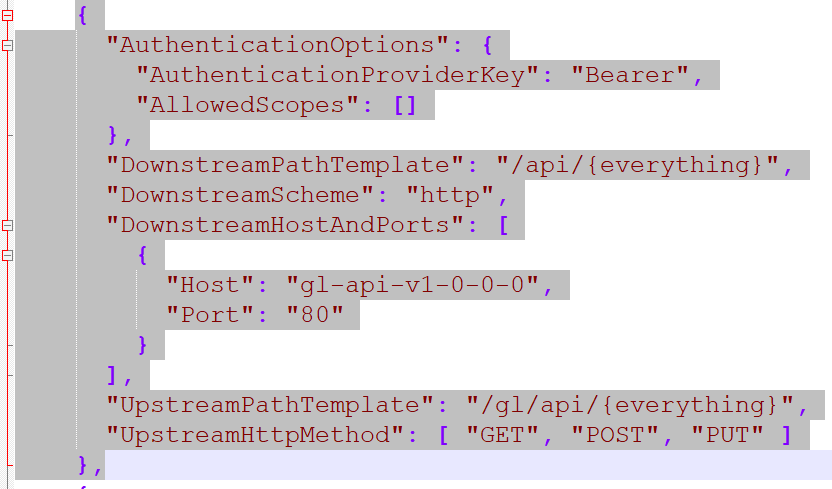 {
"AuthenticationOptions": {
"AuthenticationProviderKey": "Bearer",
"AllowedScopes": []
},
"DownstreamPathTemplate": "/api/{everything}",
"DownstreamScheme": "http",
"DownstreamHostAndPorts": [
{
"Host": "gl-api-v1-0-0-0",
"Port": "80"
}
],
"UpstreamPathTemplate": "/gl/api/{everything}",
"UpstreamHttpMethod": [ "GET", "POST", "PUT" ]
},